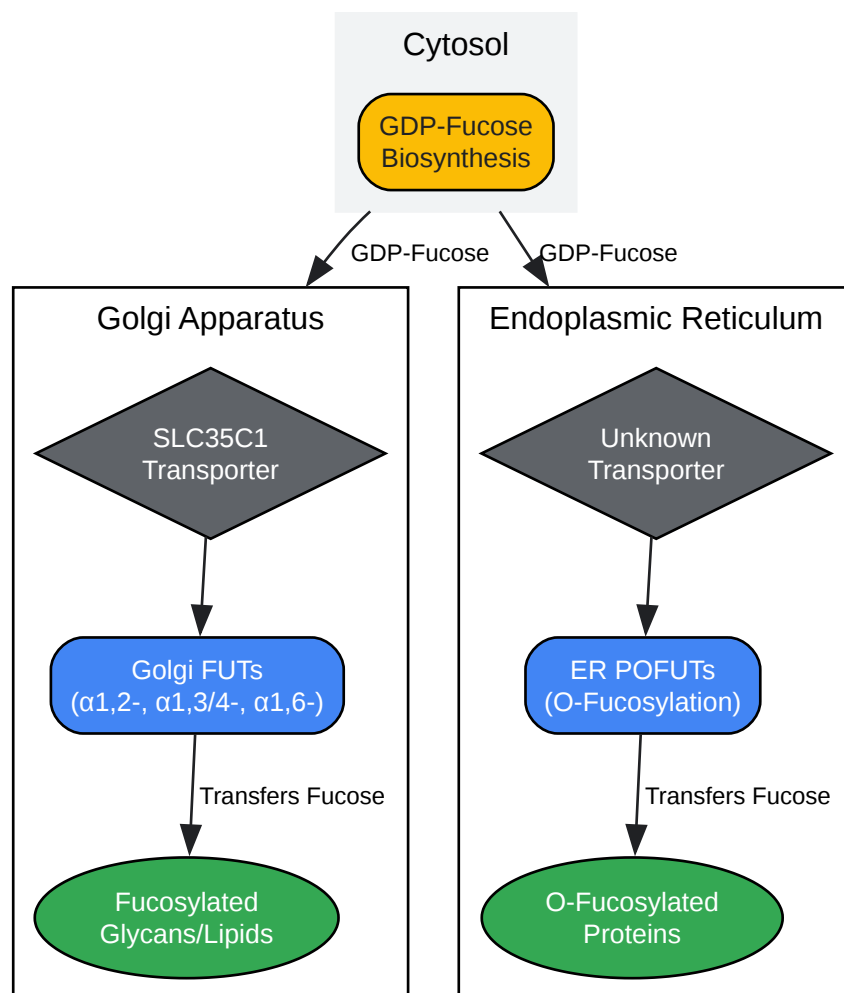 Cytosol
GDP-Fucose
Biosynthesis
GDP-Fucose
GDP-Fucose
Golgi Apparatus
SLC35C1
Transporter
Golgi FUTs
(α1,2-, α1,3/4-, α1,6-)
Transfers Fucose
Fucosylated
Glycans/Lipids
Endoplasmic Reticulum
Unknown
Transporter
ER POFUTs
(O-Fucosylation)
Transfers Fucose
O-Fucosylated
Proteins